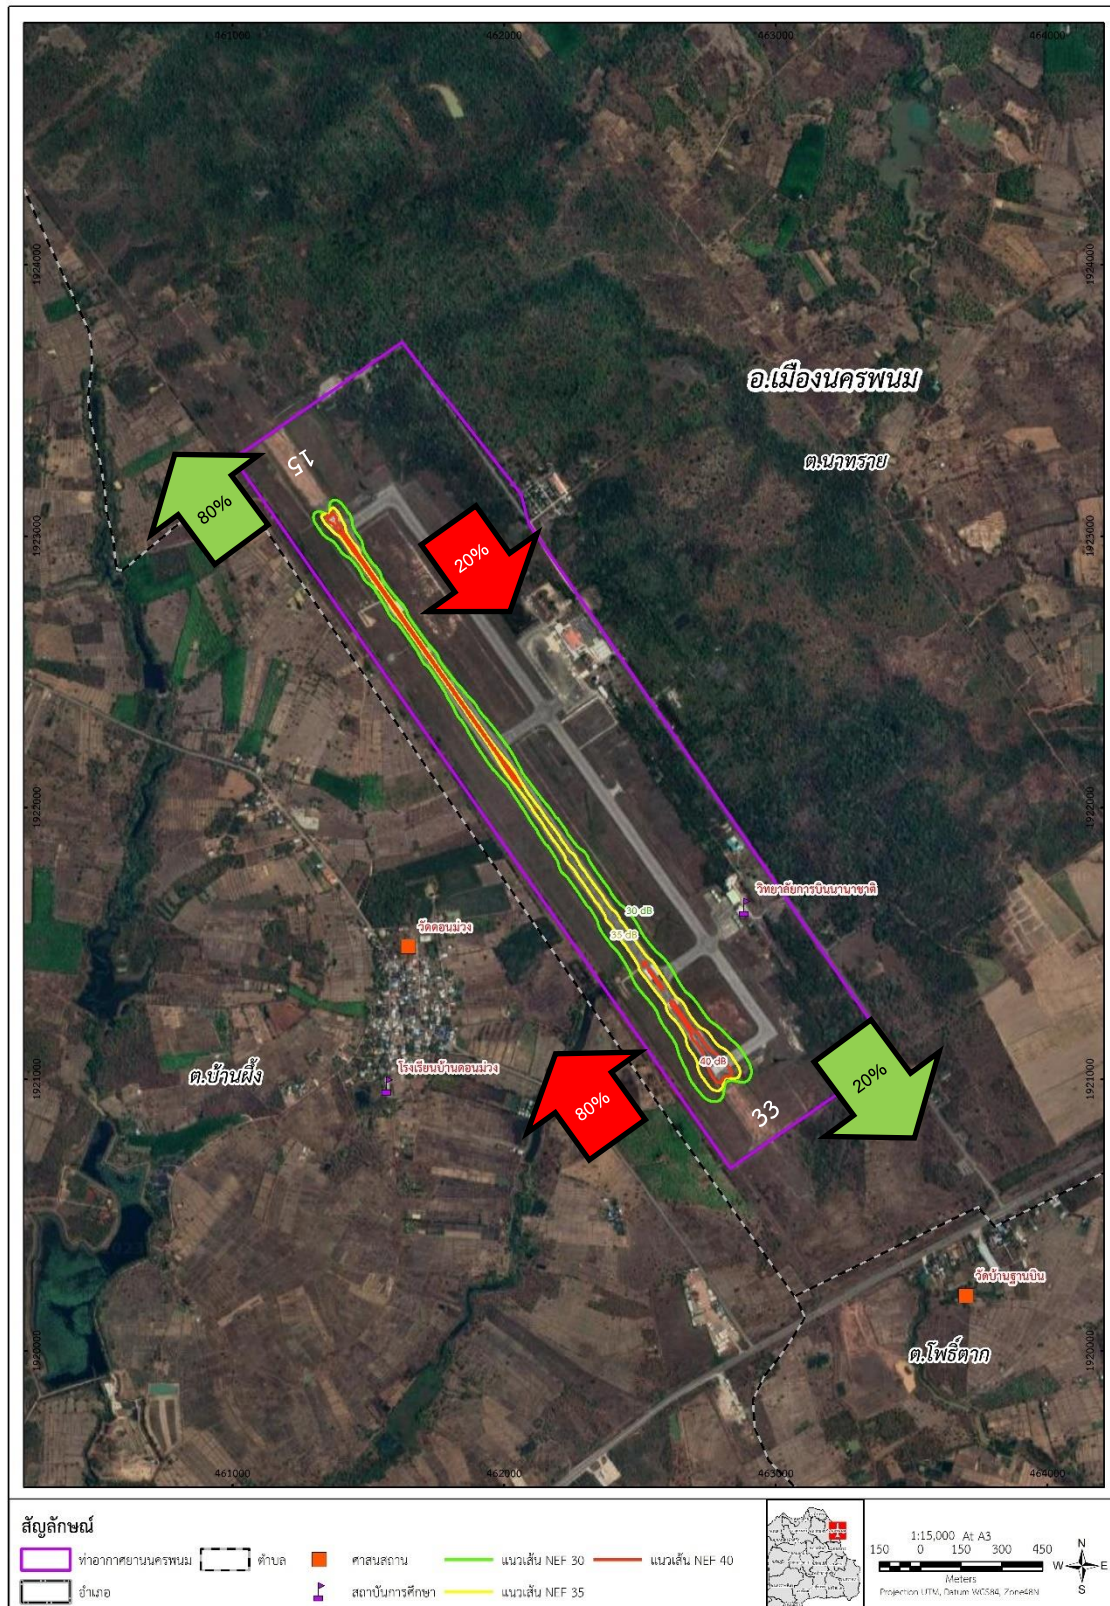 461000 462000 463000 464000
1924000 1924000
อ.เมืองนครพนม
ต.นาทราย
15
80%
20%
1923000 1923000
1922000 1922000
วิทยาลัยการบินนานาชาติ
30 dB
35 dB
วัดดอนม่วง
40 dB
โรงเรียนบ้านดอนม่วง
ต.บ้านผึ้ง
1921000 1921000
20%
80%
33
วัดบ้านฐานบิน
ต.โพธิ์ตาก
1920000 1920000
461000 462000 463000 464000
สัญลักษณ์
ท่าอากาศยานนครพนม ตำบล ศาสนสถาน แนวเส้น NEF 30 แนวเส้น NEF 40
อำเภอ สถาบันการศึกษา แนวเส้น NEF 35
1:15,000 At A3
150 0 150 300 450
Meters
Projection UTM, Datum WGS84, Zone48N
N
W E
S